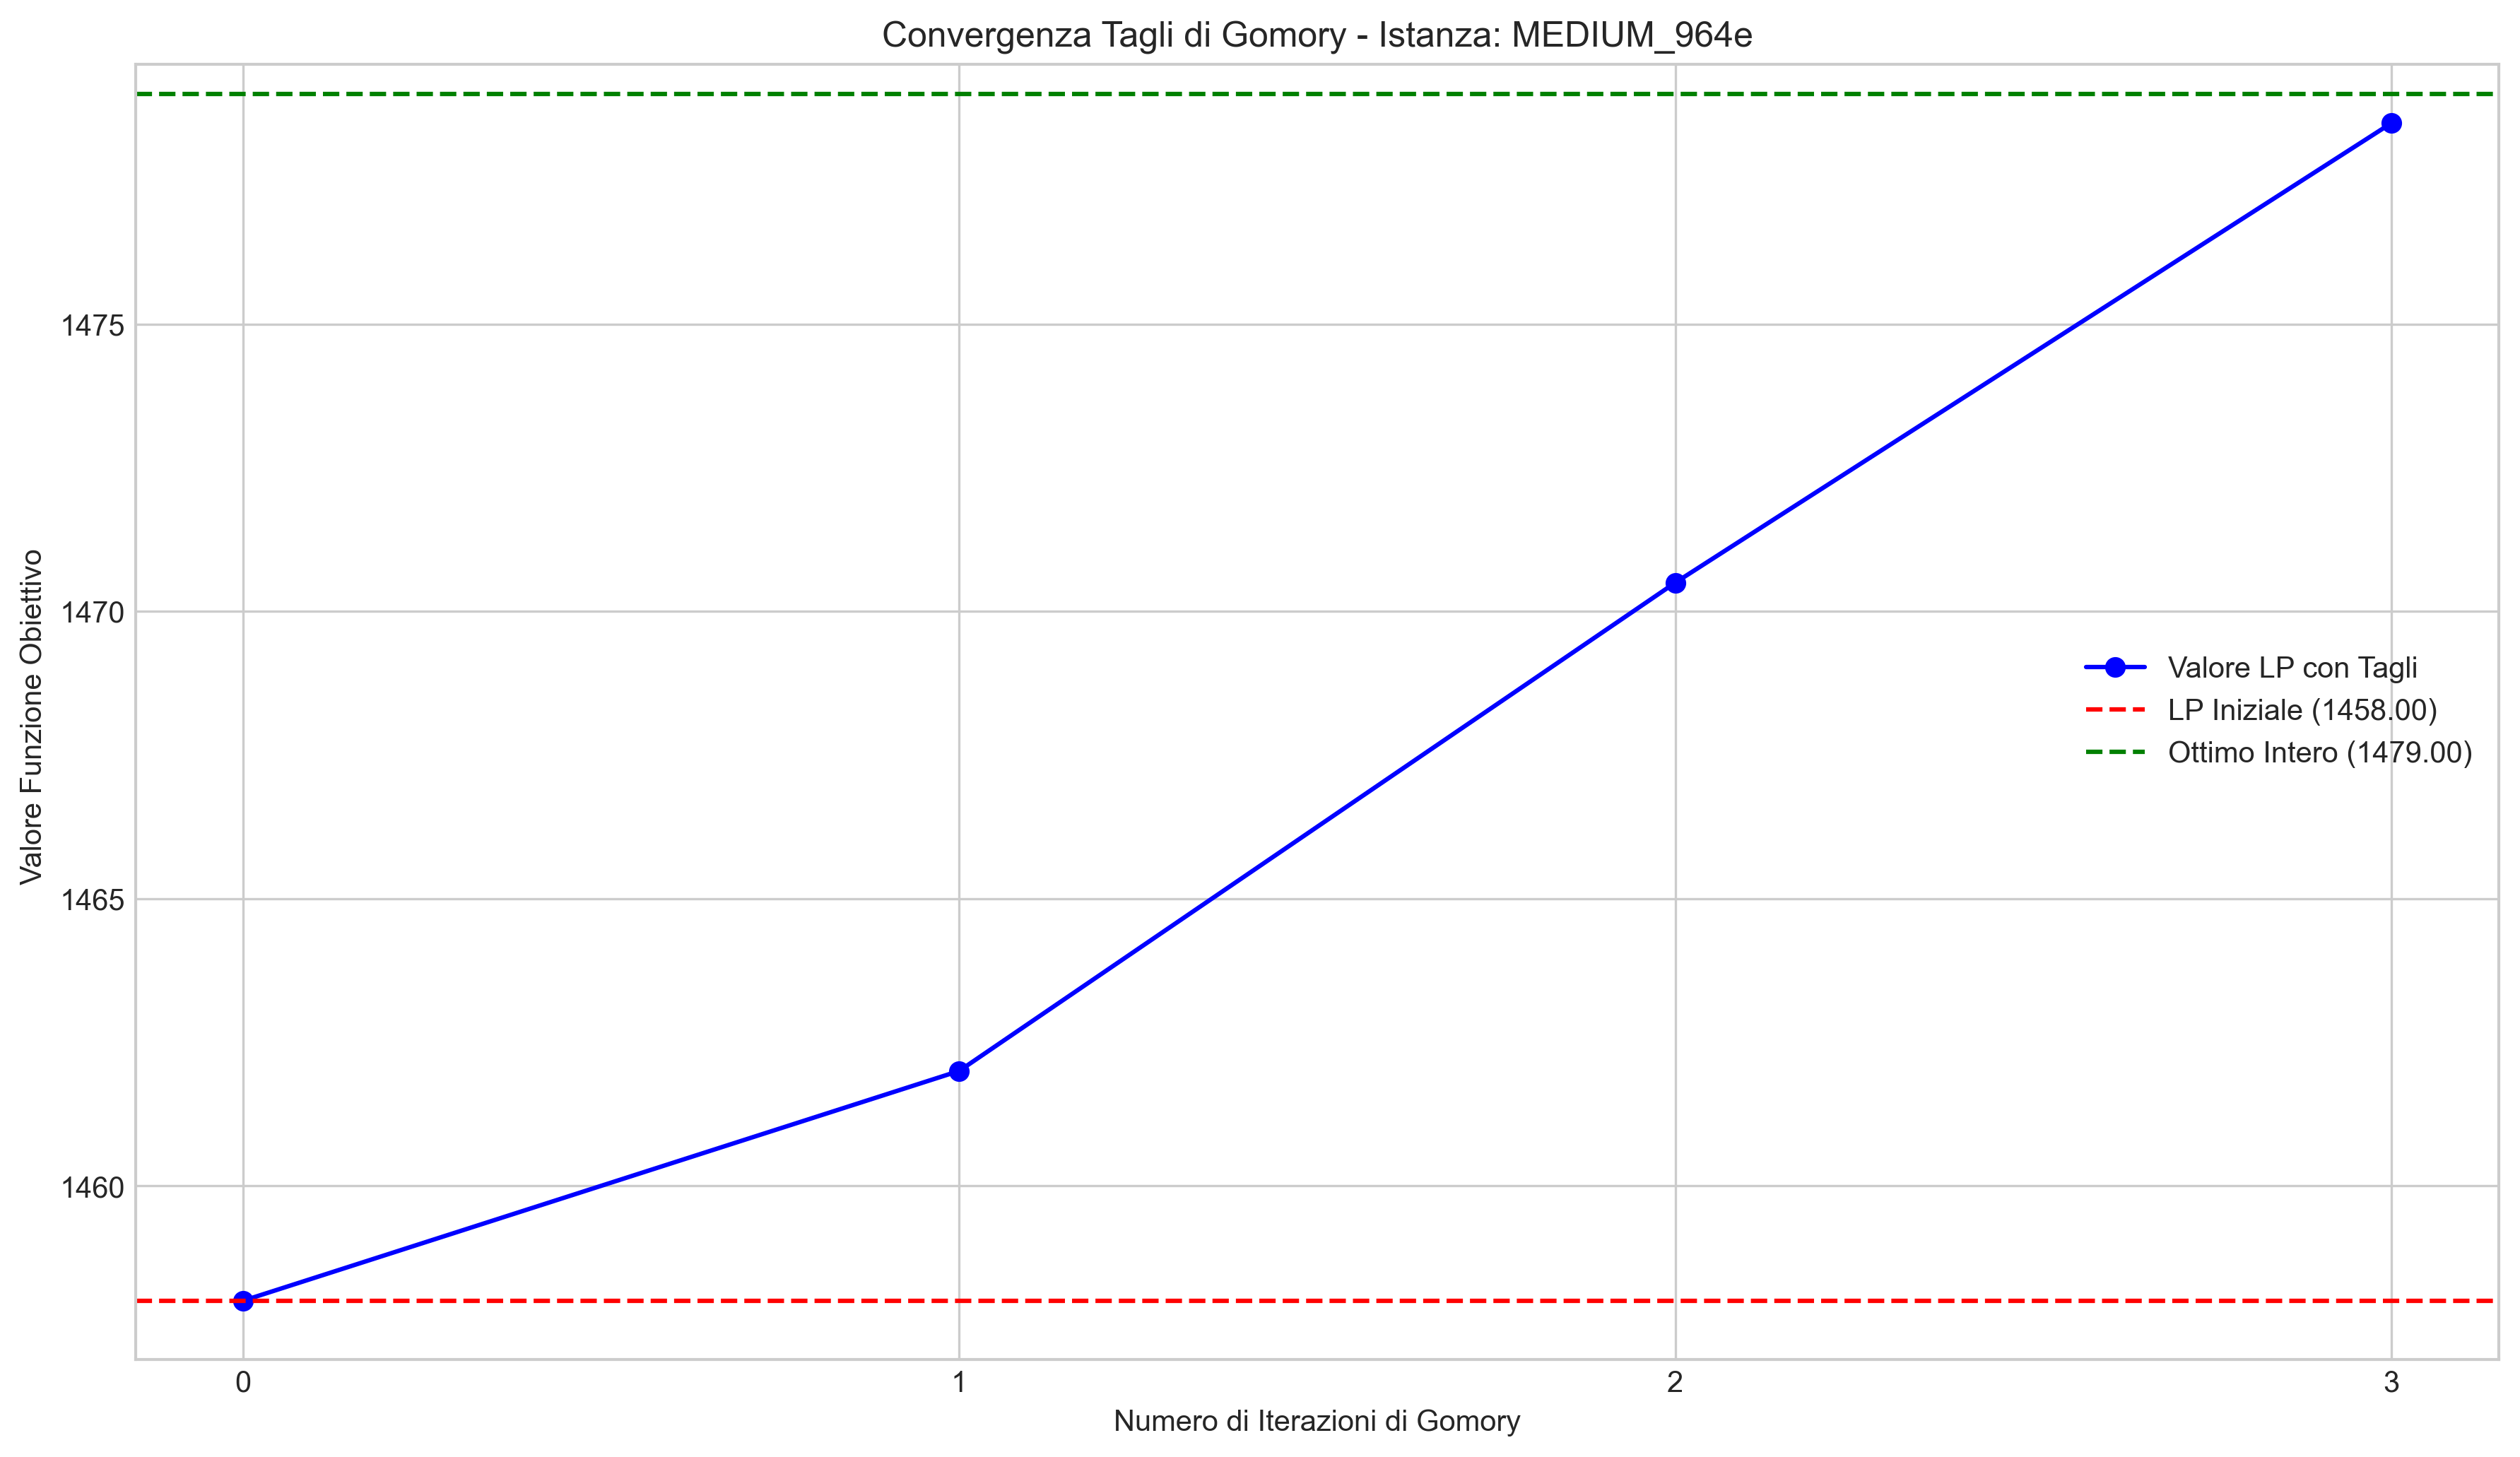 Convergenza Tagli di Gomory - Istanza: MEDIUM_964e
Valore Funzione Obiettivo
1475
1470
1465
1460
Valore LP con Tagli
LP Iniziale (1458.00)
Ottimo Intero (1479.00)
0 1 2 3
Numero di Iterazioni di Gomory